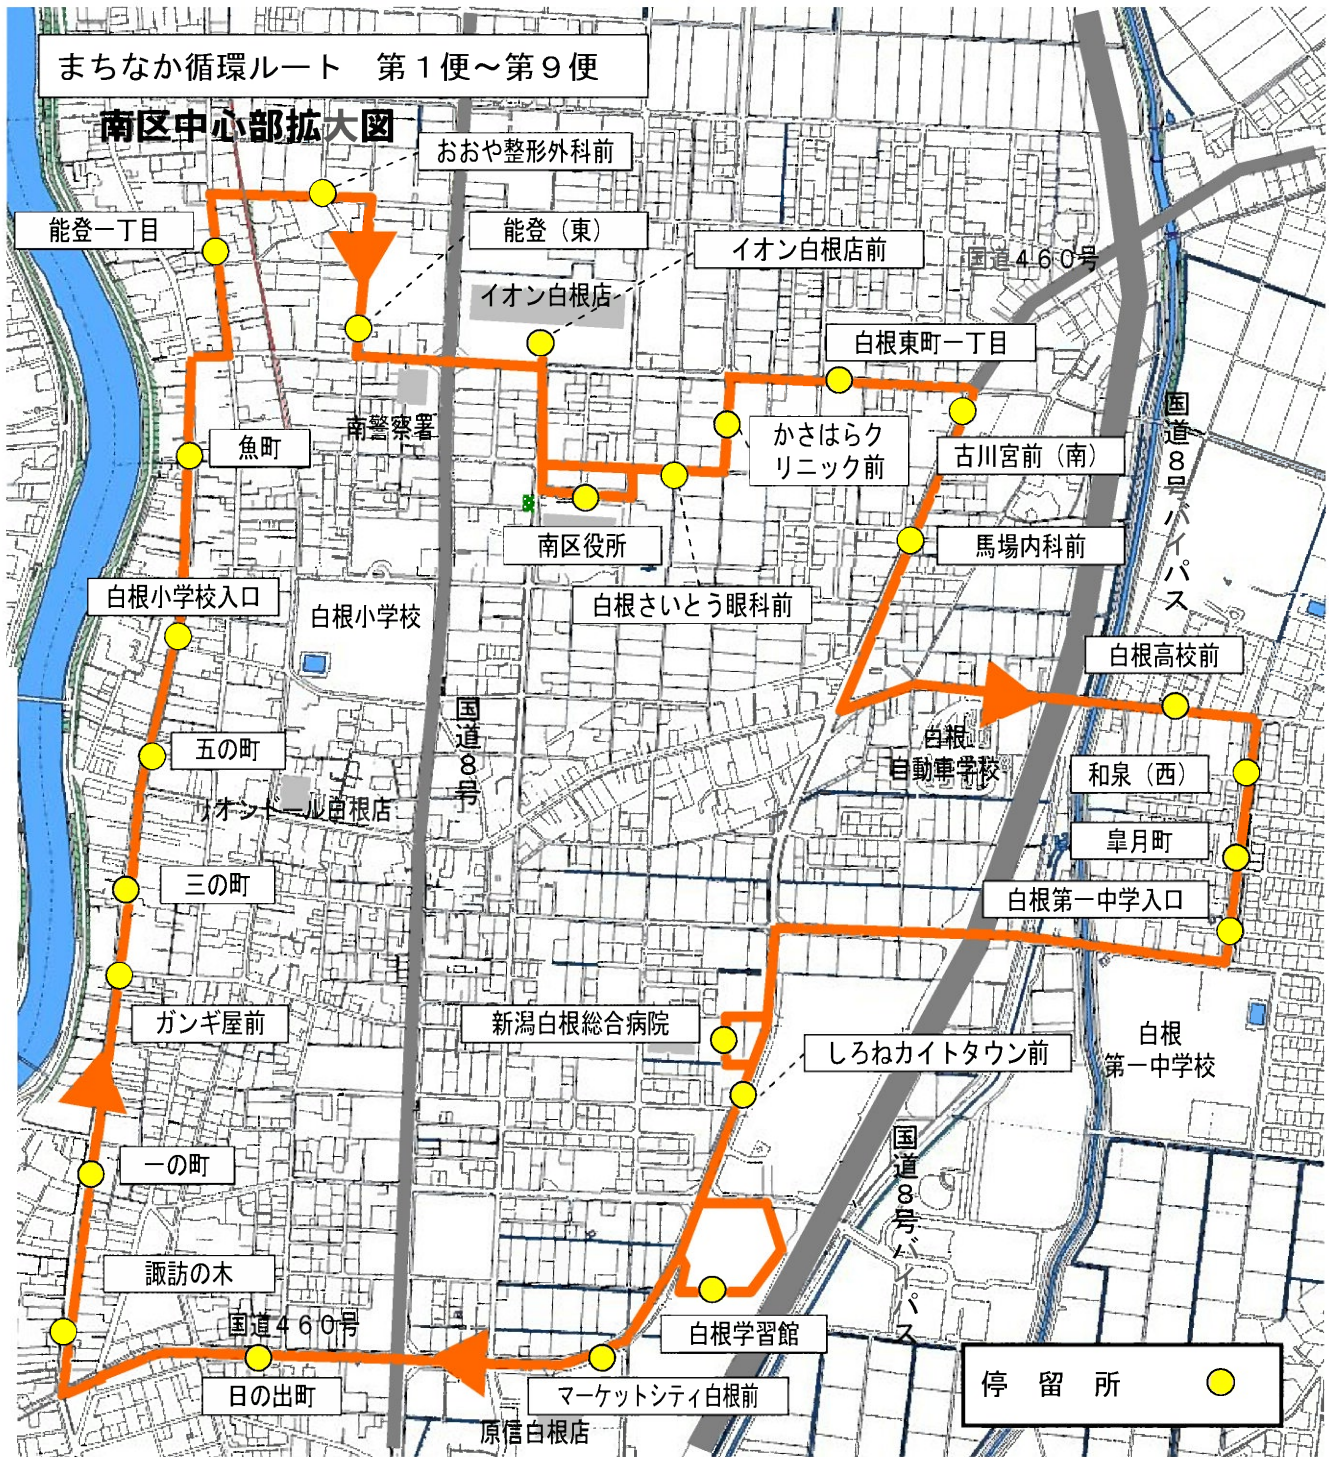 まちなか循環ルート　第１便～第９便
南区中心部拡大図
おおや整形外科前
能登一丁目
能登（東）
イオン白根店前
国道４６０号
イオン白根店
白根東町一丁目
国道８号バイパス
南警察署
魚町
かさはらク
リニック前
古川宮前（南）
南区役所
馬場内科前
白根小学校入口
白根小学校
白根さいとう眼科前
白根高校前
国道８号
五の町
白根
自動車学校
和泉（西）
リオンドール白根店
皐月町
三の町
白根第一中学入口
ガンギ屋前
新潟白根総合病院
しろねカイトタウン前
白根
第一中学校
国道８号バイパス
一の町
諏訪の木
国道４６０号
白根学習館
日の出町
マーケットシティ白根前
原信白根店
停　留　所